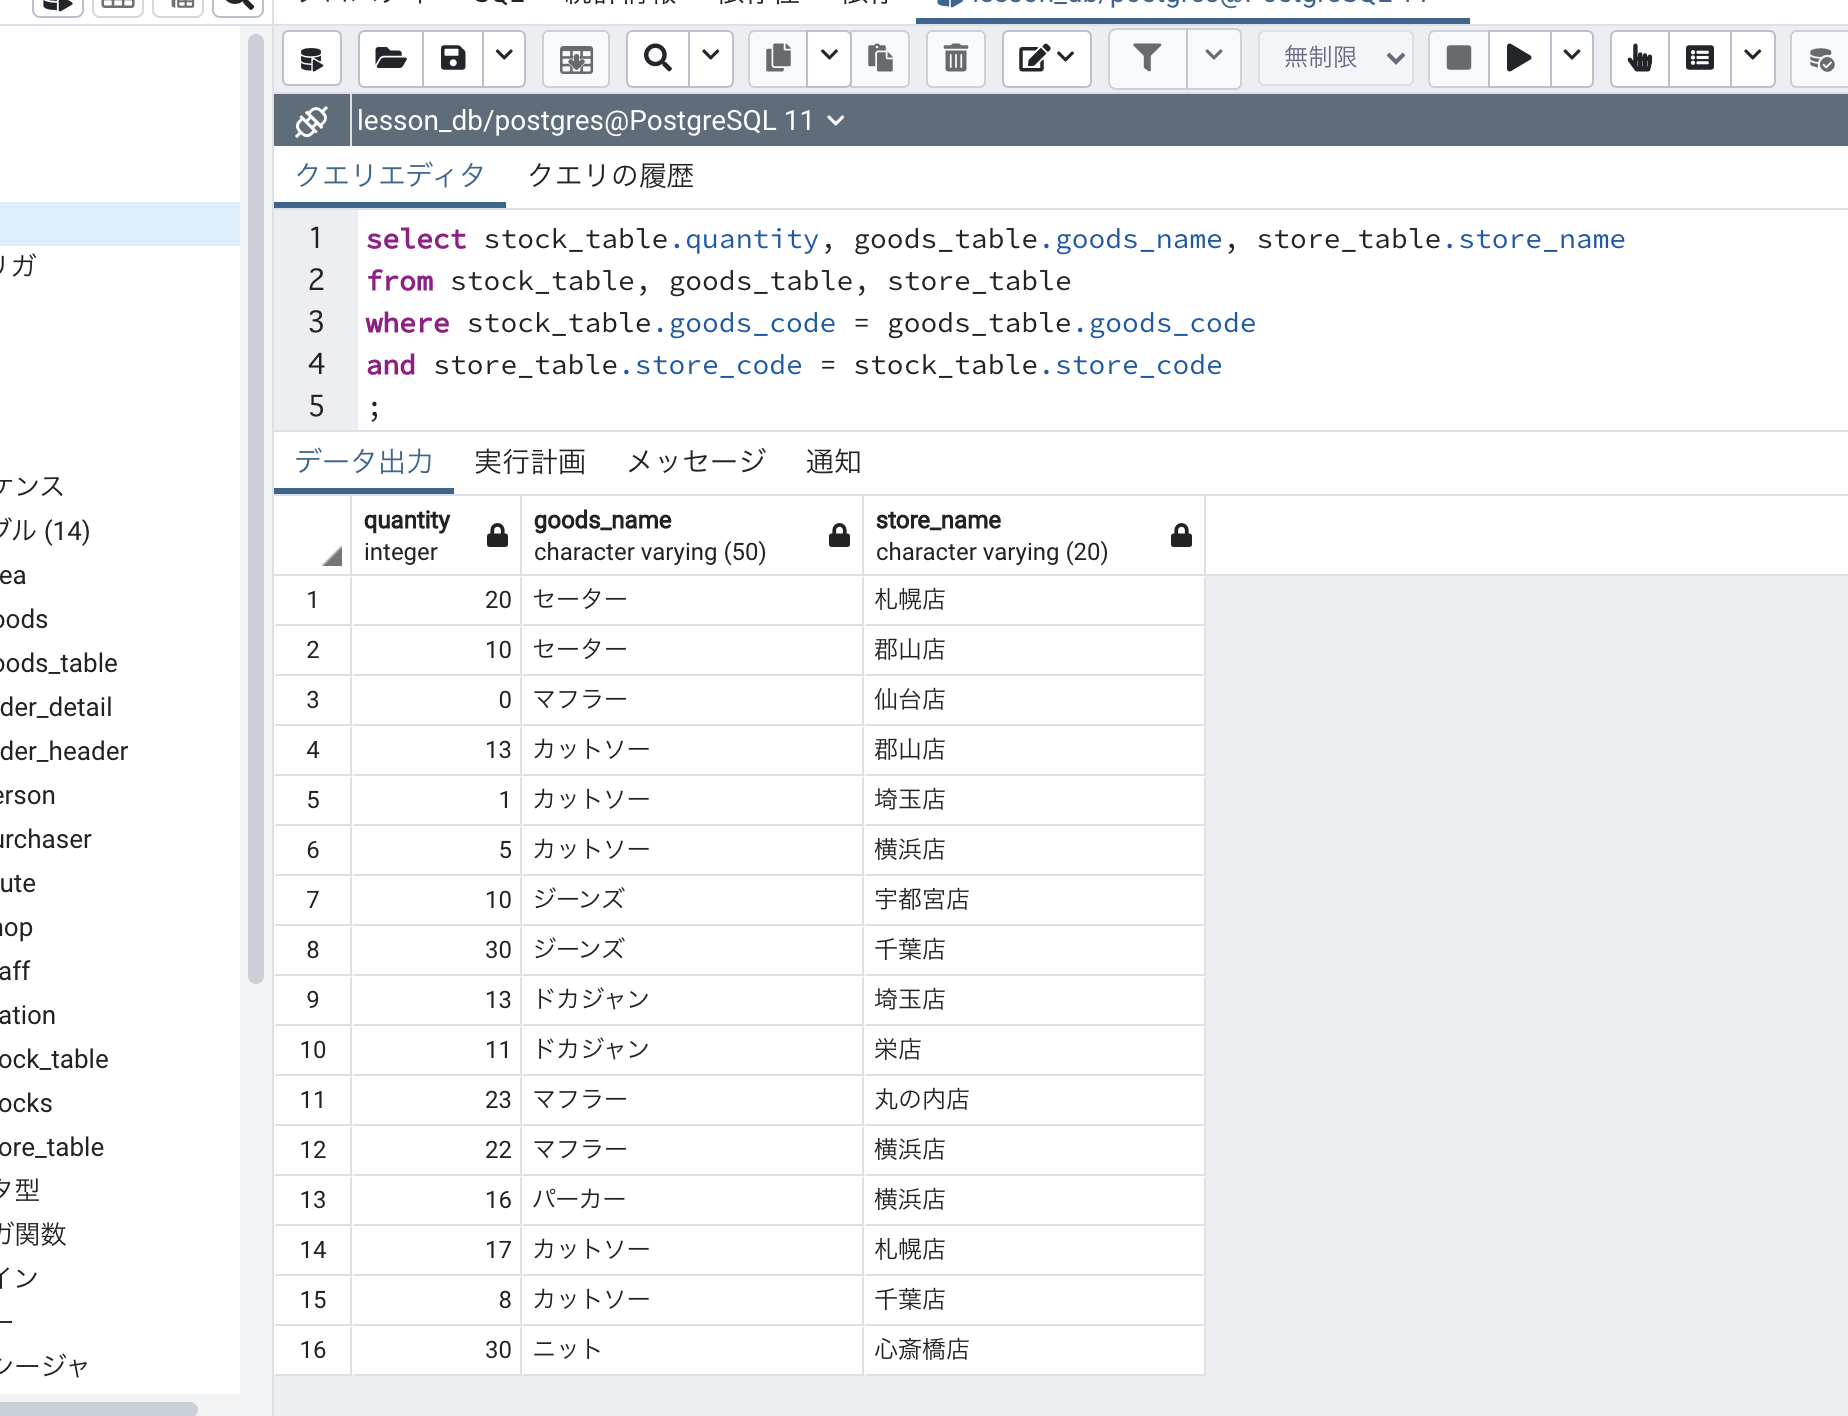 無制限
lesson_db/postgres@PostgreSQL 11
クエリエディタ クエリの履歴
1 select stock_table.quantity, goods_table.goods_name, store_table.store_name
2 from stock_table, goods_table, store_table
3 where stock_table.goods_code = goods_table.goods_code
4 and store_table.store_code = stock_table.store_code
5 ;
データ出力 実行計画 メッセージ 通知
quantity goods_name store_name
integer character varying (50) character varying (20)
1 20 セーター 札幌店
2 10 セーター 郡山店
3 0 マフラー 仙台店
4 13 カットソー 郡山店
5 1 カットソー 埼玉店
6 5 カットソー 横浜店
7 10 ジーンズ 宇都宮店
8 30 ジーンズ 千葉店
9 13 ドカジャン 埼玉店
10 11 ドカジャン 栄店
11 23 マフラー 丸の内店
12 22 マフラー 横浜店
13 16 パーカー 横浜店
14 17 カットソー 札幌店
15 8 カットソー 千葉店
16 30 ニット 心斎橋店
リガ
ケンス
ブル (14)
ea
oods
oods_table
der_detail
der_header
erson
urchaser
ute
hop
aff
ation
ock_table
ocks
ore_table
タ型
ガ関数
イン
ー
シージャ